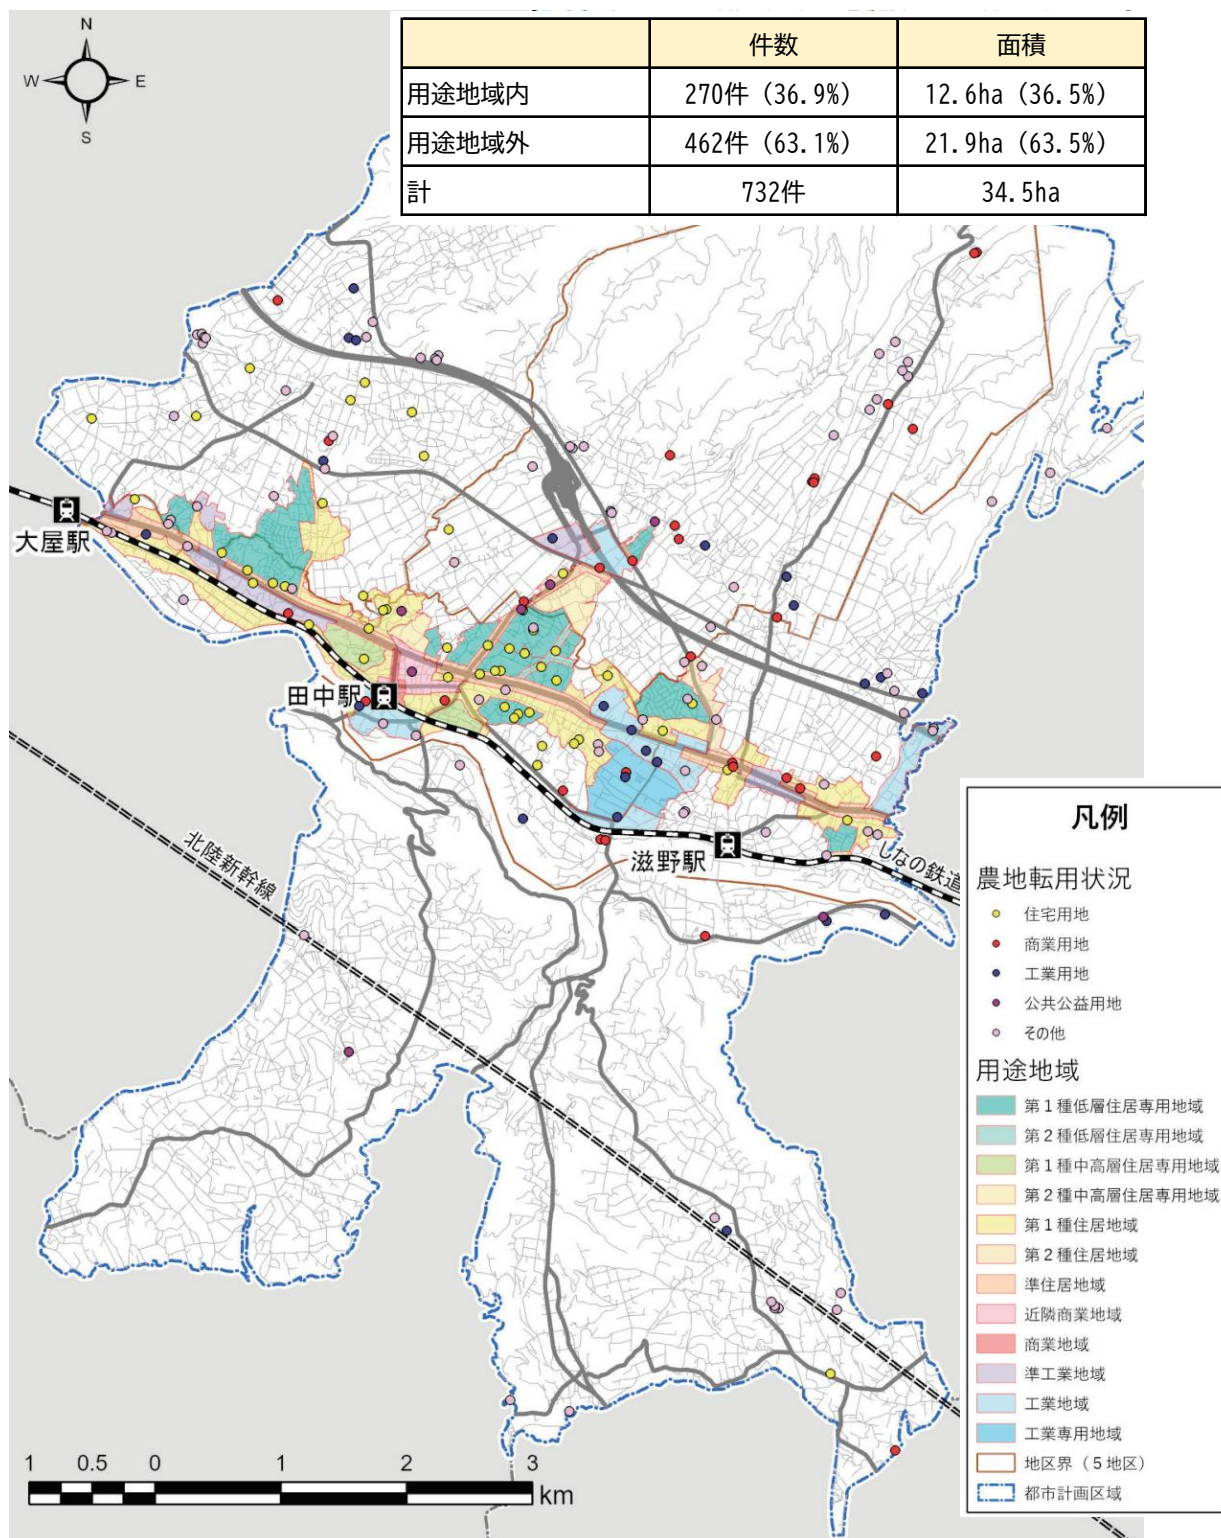 N
W
E
S
件数
面積
用途地域内
270件 (36.9%)
12.6ha (36.5%)
用途地域外
462件 (63.1%)
21.9ha (63.5%)
計
732件
34.5ha
大屋駅
田中駅
滋野駅
しなの鉄道
北陸新幹線
凡例
農地転用状況
住宅用地
商業用地
工業用地
公共公益用地
その他
用途地域
第1種低層住居専用地域
第2種低層住居専用地域
第1種中高層住居専用地域
第2種中高層住居専用地域
第1種住居地域
第2種住居地域
準住居地域
近隣商業地域
商業地域
準工業地域
工業地域
工業専用地域
地区界（5地区）
都市計画区域
1 0.5 0 1 2 3
km